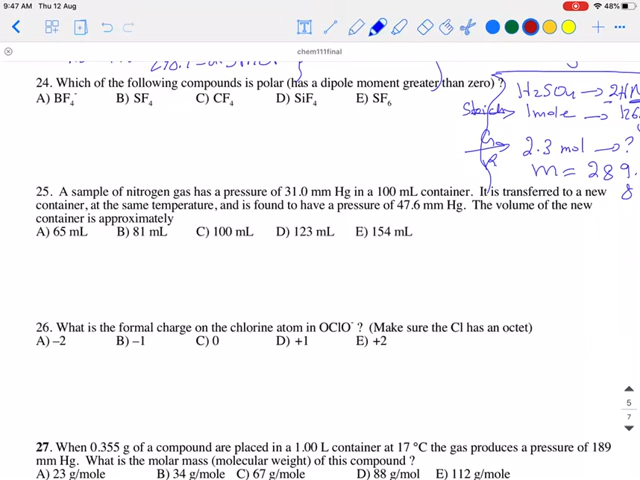 9:47 AM Thu 12 Aug
48%
chem111final
24. Which of the following compounds is polar (has a dipole moment greater than zero) ?
A) BF₄⁻ B) SF₄ C) CF₄ D) SiF₄ E) SF₆
H₂SO₄ → 2H
1 mole → 126
2.3 mol → ?
m = 289.
8
25. A sample of nitrogen gas has a pressure of 31.0 mm Hg in a 100 mL container. It is transferred to a new
container, at the same temperature, and is found to have a pressure of 47.6 mm Hg. The volume of the new
container is approximately
A) 65 mL B) 81 mL C) 100 mL D) 123 mL E) 154 mL
26. What is the formal charge on the chlorine atom in OClO⁻ ? (Make sure the Cl has an octet)
A) –2 B) –1 C) 0 D) +1 E) +2
5
7
27. When 0.355 g of a compound are placed in a 1.00 L container at 17 °C the gas produces a pressure of 189
mm Hg. What is the molar mass (molecular weight) of this compound ?
A) 23 g/mole B) 34 g/mole C) 67 g/mole D) 88 g/mol E) 112 g/mole